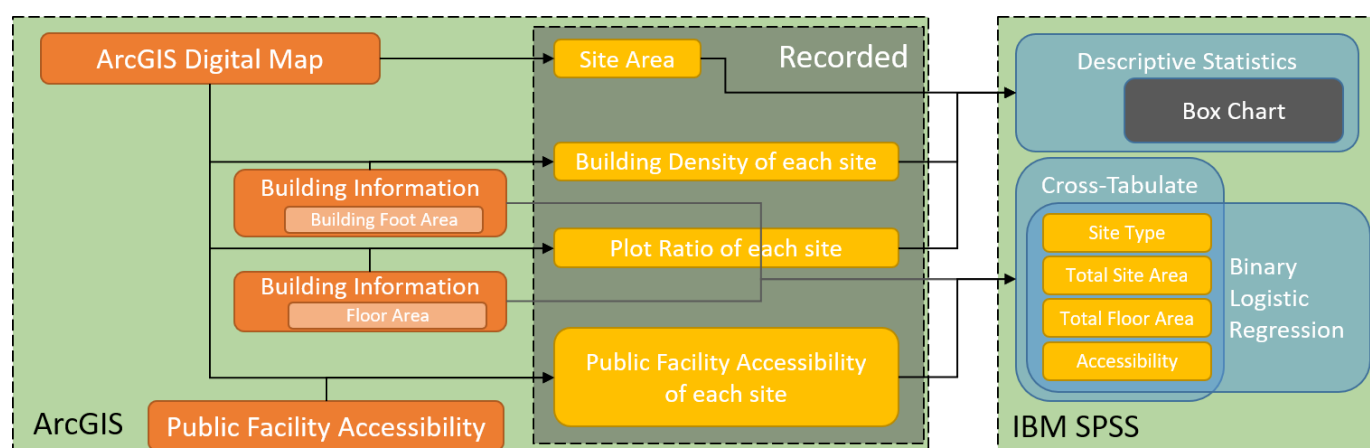 ArcGIS Digital Map
Site Area
Recorded
Building Density of each site
Building Information
Building Foot Area
Plot Ratio of each site
Building Information
Floor Area
Public Facility Accessibility
of each site
Public Facility Accessibility
ArcGIS
Descriptive Statistics
Box Chart
Cross-Tabulate
Site Type
Total Site Area
Total Floor Area
Accessibility
Binary
Logistic
Regression
IBM SPSS